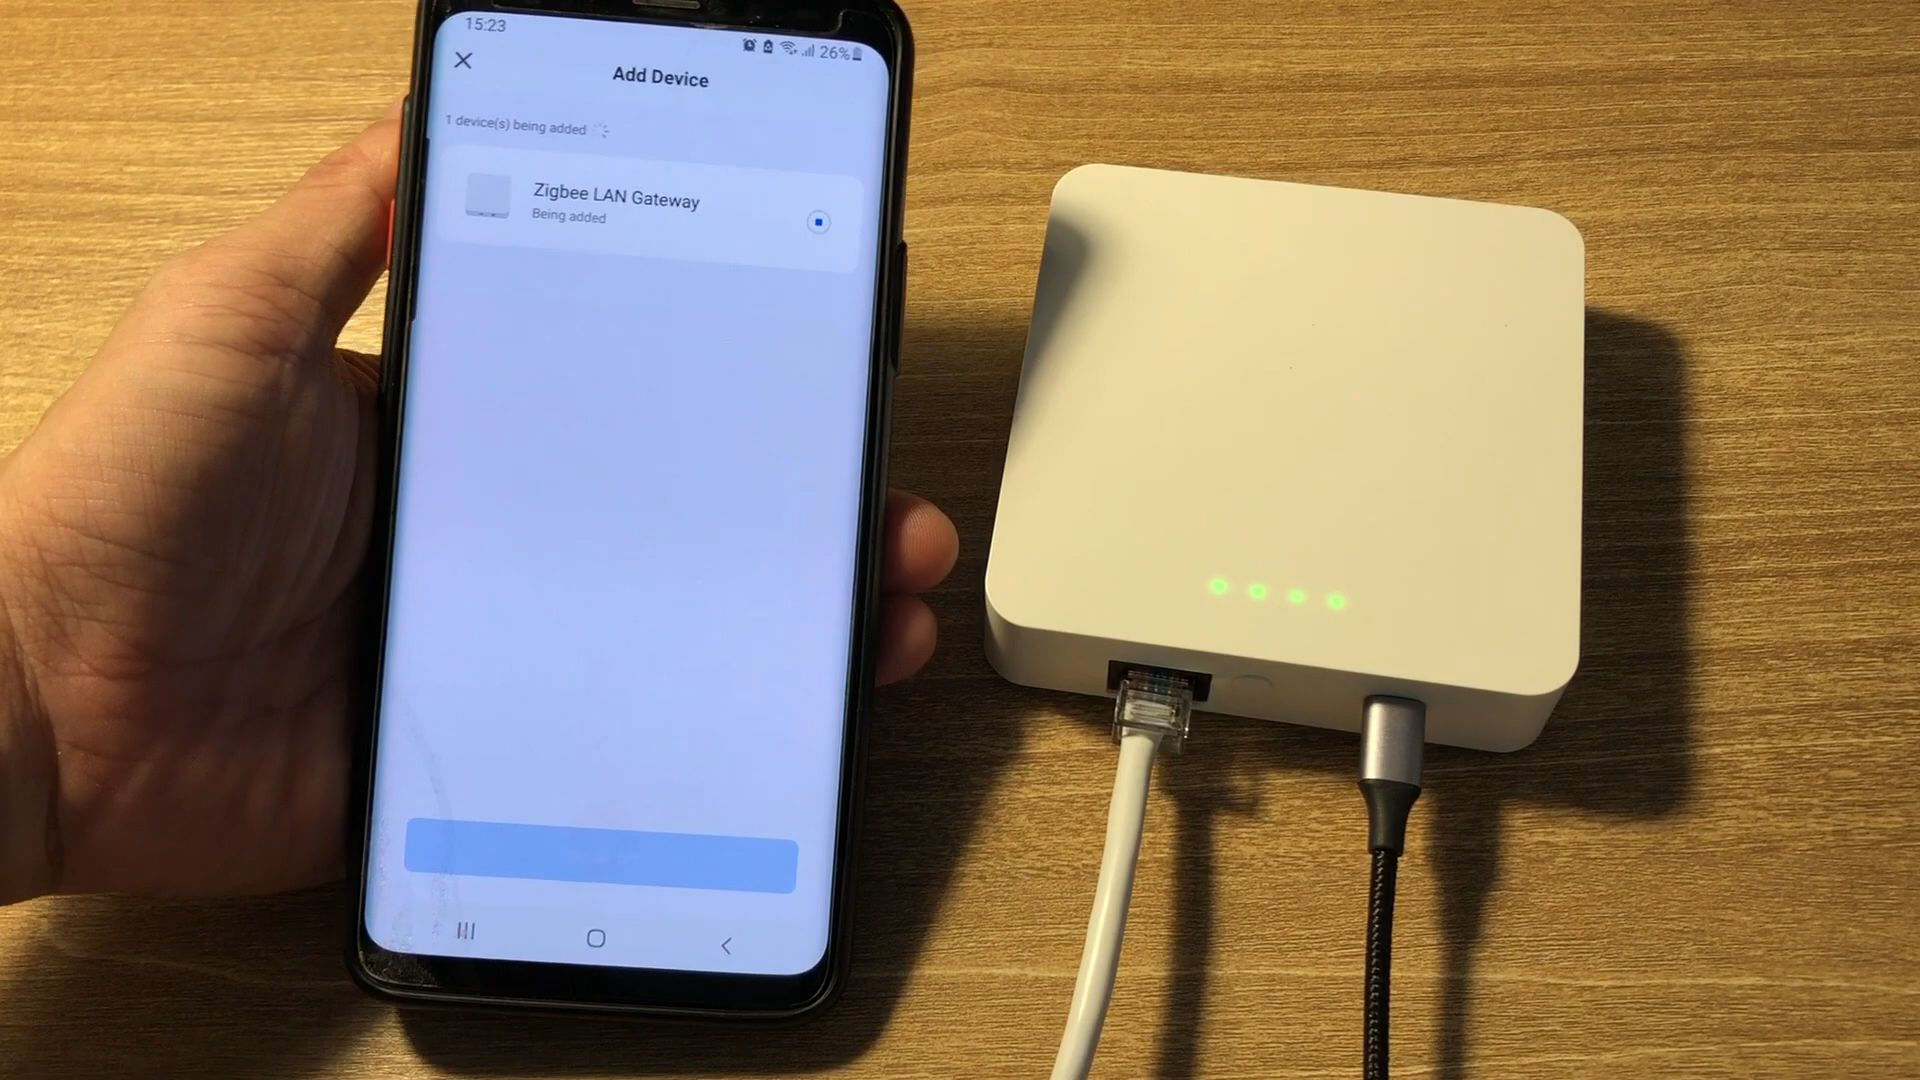 15:23
26%
Add Device
1 device(s) being added
Zigbee LAN Gateway
Being added